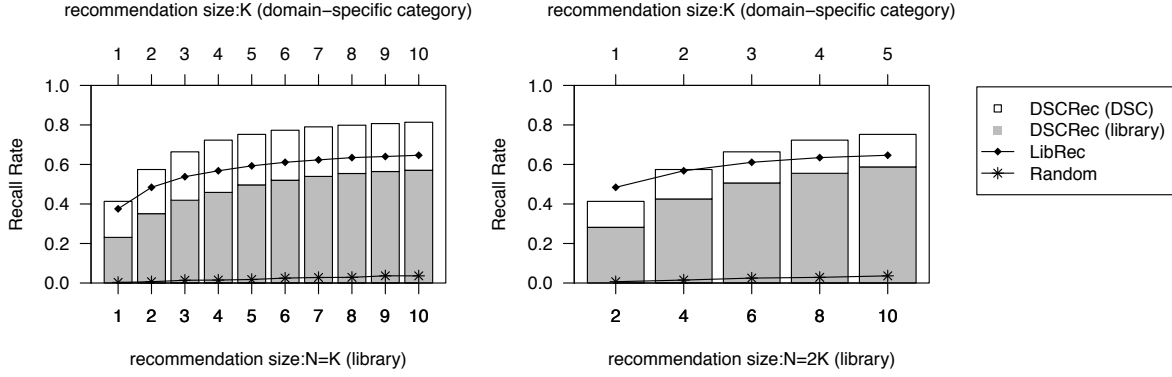 recommendation size:K (domain−specific category)
1 2 3 4 5 6 7 8 9 10
1.0
0.8
0.6
0.4
0.2
0.0
Recall Rate
1 2 3 4 5 6 7 8 9 10
recommendation size:N=K (library)
recommendation size:K (domain−specific category)
1 2 3 4 5
1.0
0.8
0.6
0.4
0.2
0.0
Recall Rate
2 4 6 8 10
recommendation size:N=2K (library)
DSCRec (DSC)
DSCRec (library)
LibRec
Random